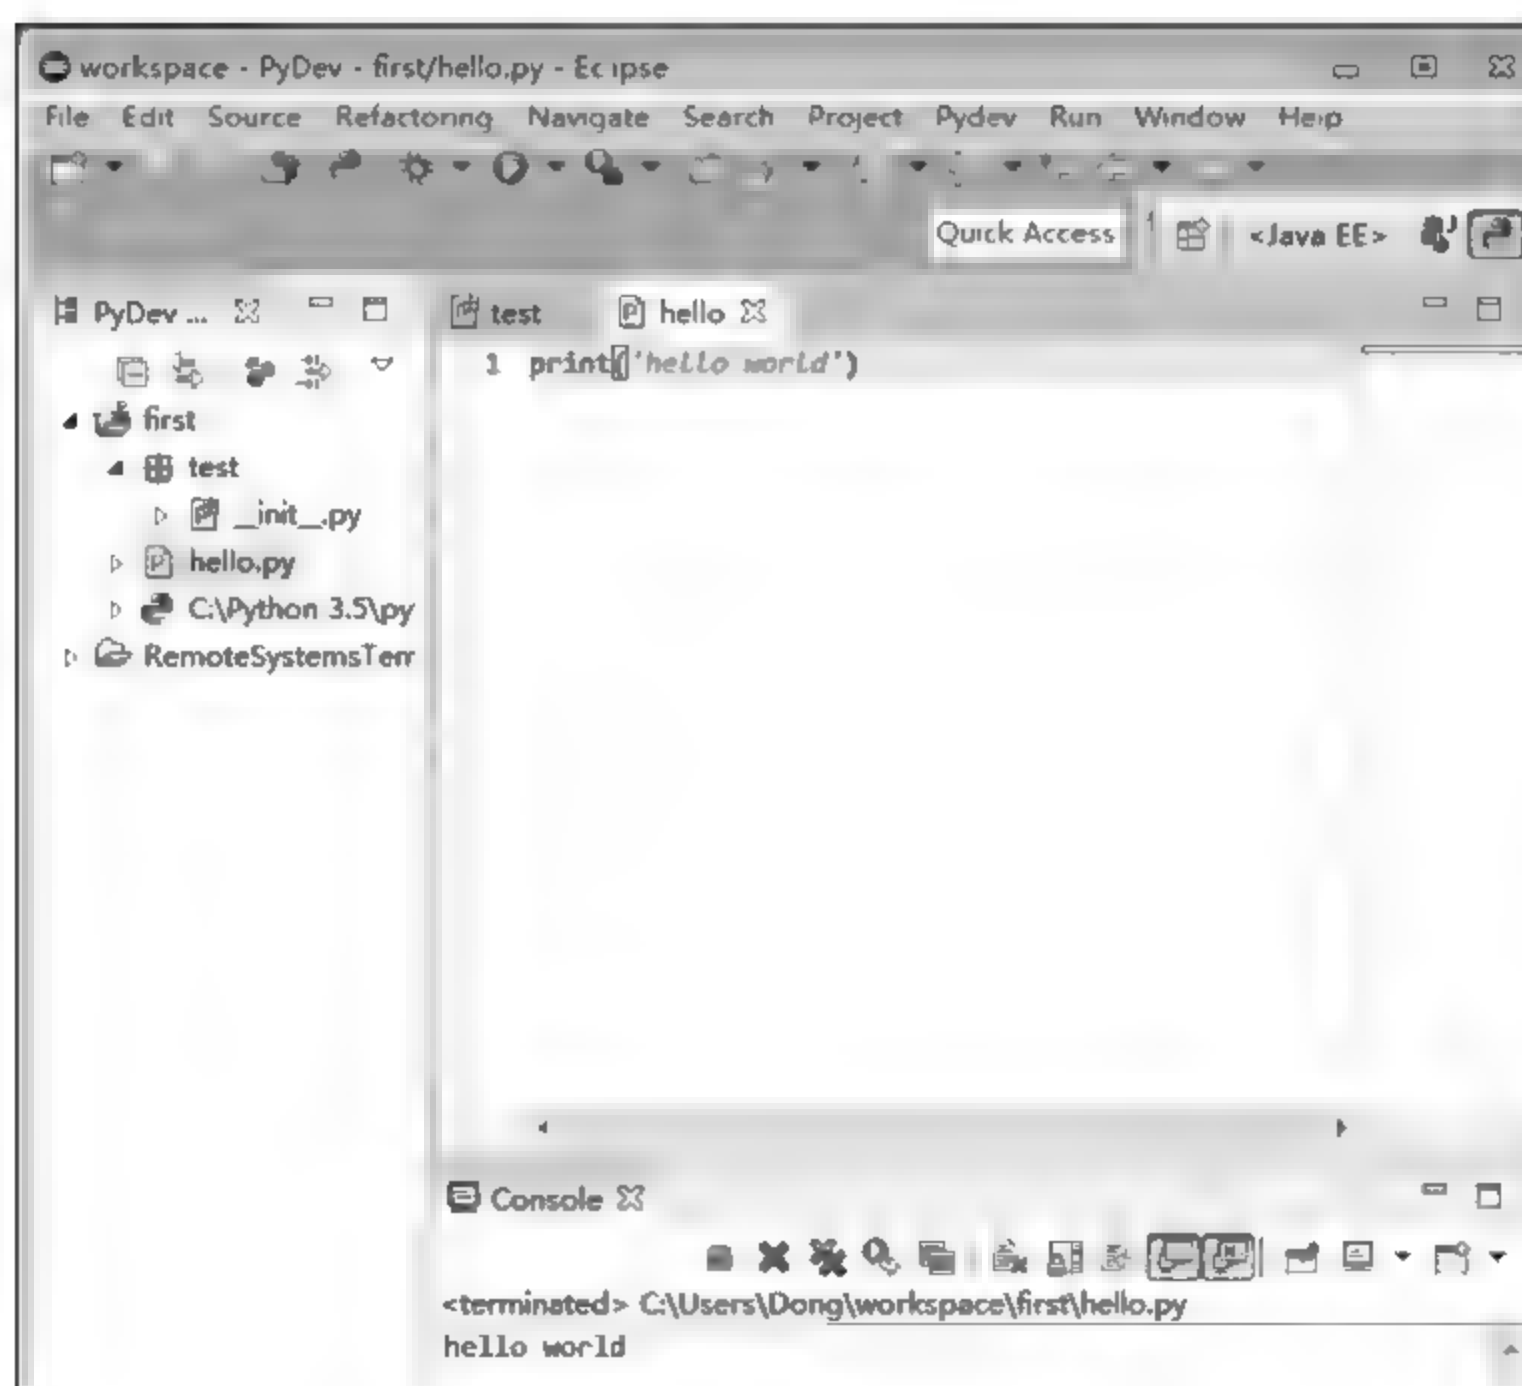 workspace - PyDev - first/hello.py - Eclipse
File Edit Source Refactoring Navigate Search Project Pydev Run Window Help
Quick Access <Java EE>
PyDev ...
test hello
1 print('hello world')
first
test
__init__.py
hello.py
C:\Python 3.5\py
RemoteSystemsTem
Console
<terminated> C:\Users\Dong\workspace\first\hello.py
hello world